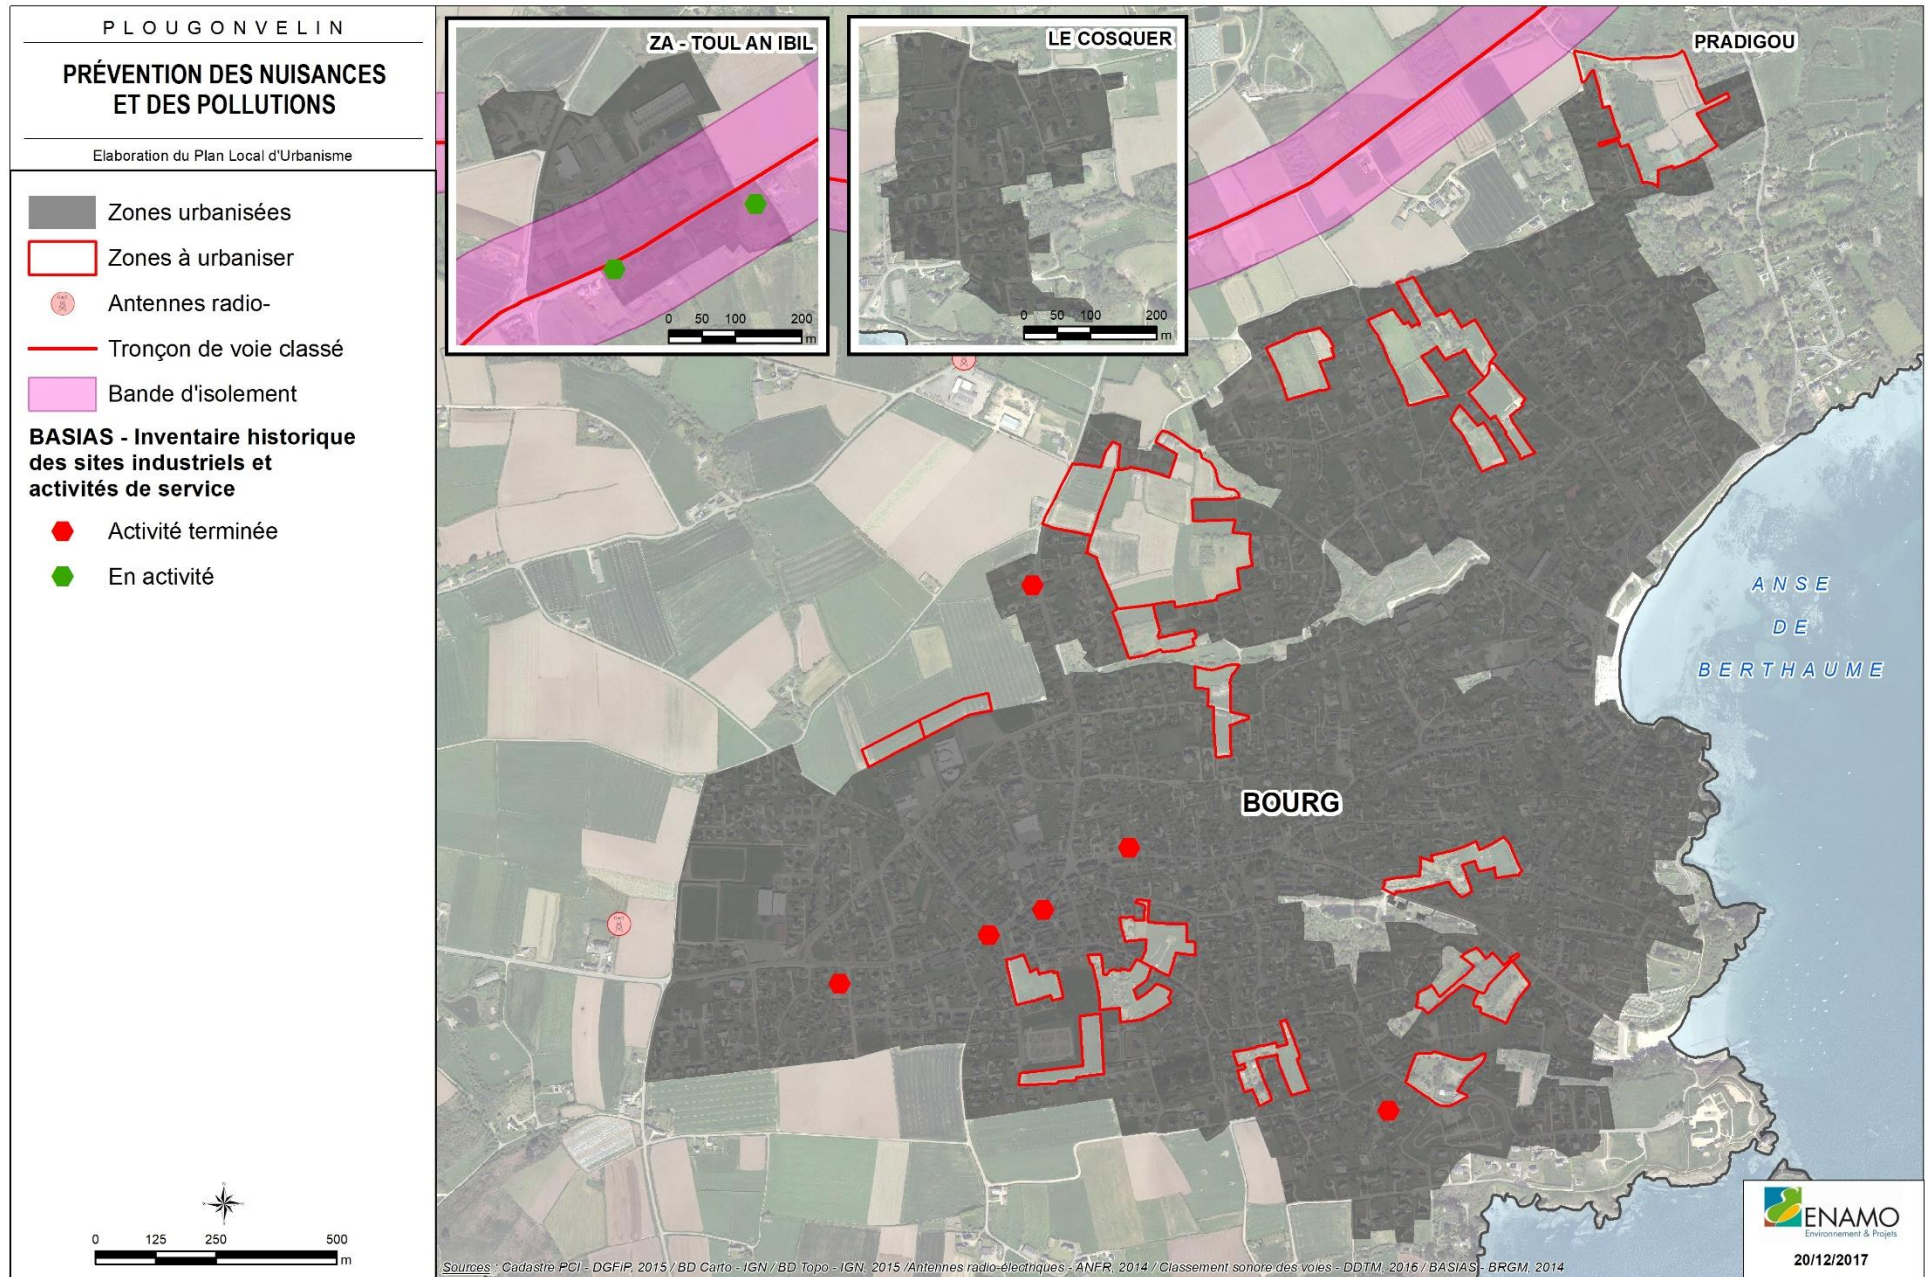 PLOUGONVELIN
PRÉVENTION DES NUISANCES
ET DES POLLUTIONS
Elaboration du Plan Local d'Urbanisme
Zones urbanisées
Zones à urbaniser
Antennes radio-
Tronçon de voie classé
Bande d'isolement
BASIAS - Inventaire historique
des sites industriels et
activités de service
Activité terminée
En activité
0 125 250 500
m
ZA - TOUL AN IBIL
0 50 100 200
m
LE COSQUER
0 50 100 200
m
PRADIGOU
BOURG
ANSE
DE
BERTHAUME
Sources : Cadastre PCI - DGFiP, 2015 / BD Carto - IGN / BD Topo - IGN, 2015 /Antennes radio-électriques - ANFR, 2014 / Classement sonore des voies - DDTM, 2016 / BASIAS - BRGM, 2014
ENAMO
Environnement & Projets
20/12/2017